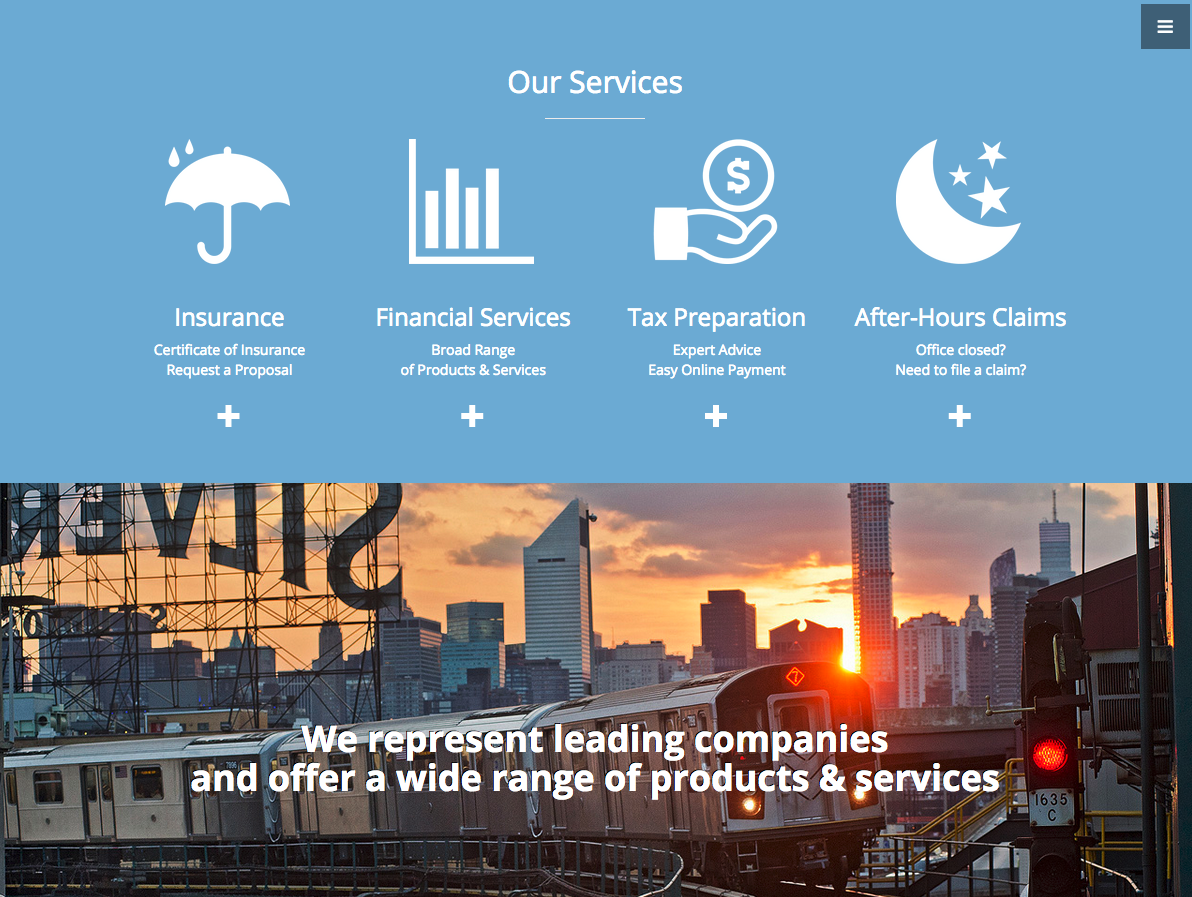 Our Services
$
Insurance
Financial Services
Tax Preparation
After-Hours Claims
Certificate of Insurance
Request a Proposal
Broad Range
of Products & Services
Expert Advice
Easy Online Payment
Office closed?
Need to file a claim?
SILVER
7
We represent leading companies
and offer a wide range of products & services
7896
1635
C